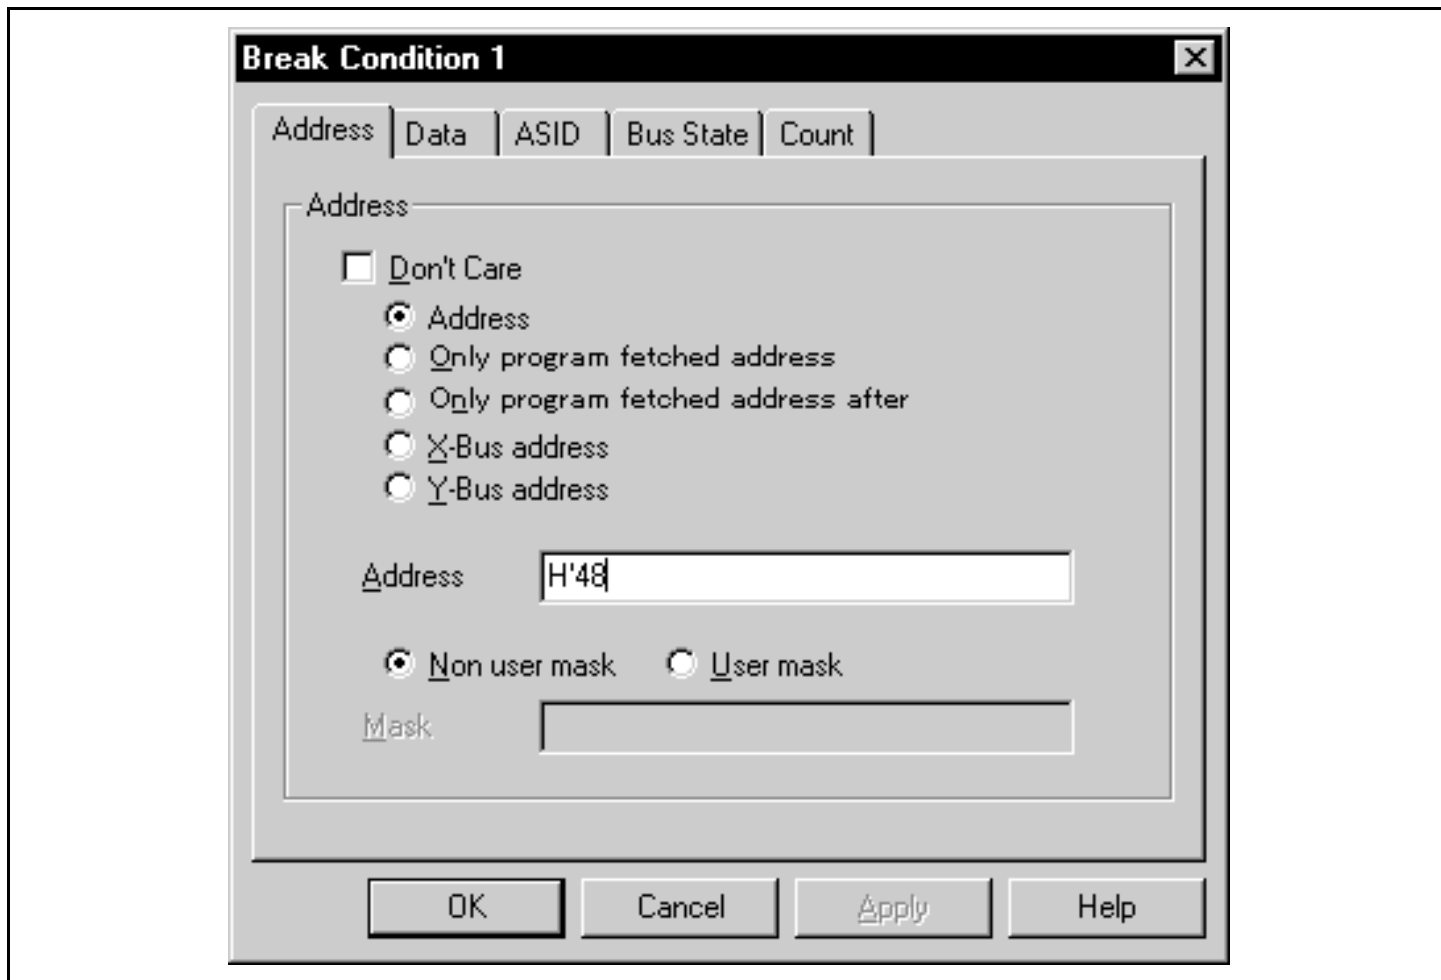 Break Condition 1
Address Data ASID Bus State Count
Address
Don't Care
Address
Only program fetched address
Only program fetched address after
X-Bus address
Y-Bus address
Address H'48
Non user mask User mask
Mask
OK Cancel Apply Help